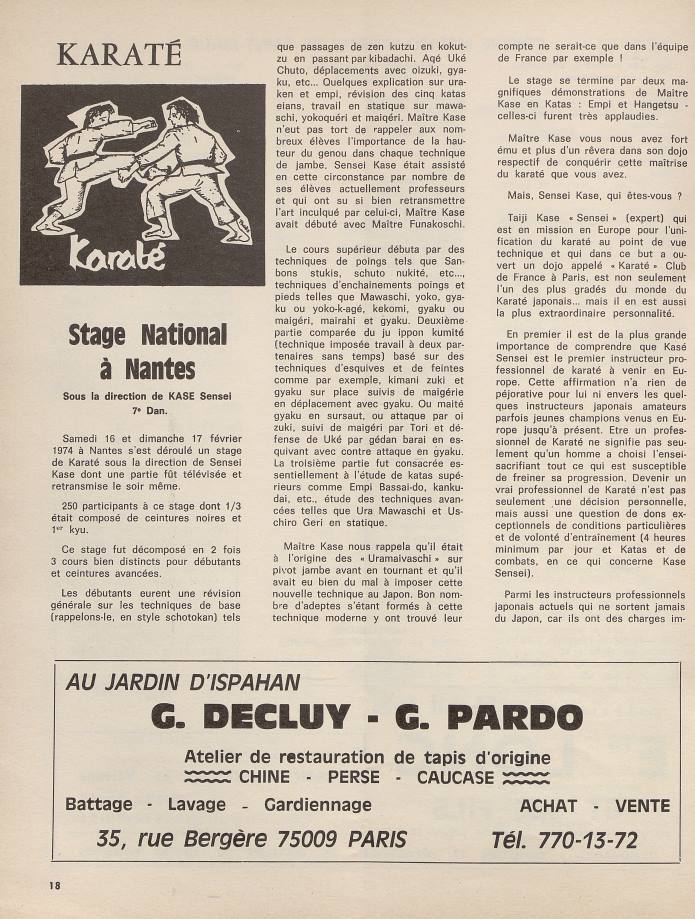 KARATÉ
Karaté
Stage National
à Nantes
Sous la direction de KASE Sensei
7e Dan.
Samedi 16 et dimanche 17 février
1974 à Nantes s'est déroulé un stage
de Karaté sous la direction de Sensei
Kase dont une partie fût télévisée et
retransmise le soir même.
250 participants à ce stage dont 1/3
était composé de ceintures noires et
1er kyu.
Ce stage fut décomposé en 2 fois
3 cours bien distincts pour débutants
et ceintures avancées.
Les débutants eurent une révision
générale sur les techniques de base
(rappelons-le, en style schotokan) tels
que passages de zen kutzu en kokut-
zu en passant par kibadachi. Aqé Uké
Chuto, déplacements avec oizuki, gya-
ku, etc... Quelques explication sur ura-
ken et empi, révision des cinq katas
eians, travail en statique sur mawa-
schi, yokoquéri et maiqéri. Maître Kase
n'eut pas tort de rappeler aux nom-
breux élèves l'importance de la hau-
teur du genou dans chaque technique
de jambe. Sensei Kase était assisté
en cette circonstance par nombre de
ses élèves actuellement professeurs
et qui ont su si bien retransmettre
l'art inculqué par celui-ci, Maître Kase
avait débuté avec Maître Funakoschi.
Le cours supérieur débuta par des
techniques de poings tels que San-
bons stukis, schuto nukité, etc...,
techniques d'enchainements poings et
pieds telles que Mawaschi, yoko, gya-
ku ou yoko-k-agé, kekomi, gyaku ou
maigéri, mairahi et gyaku. Deuxième
partie comparée du ju ippon kumité
(technique imposée travail à deux par-
tenaires sans temps) basé sur des
techniques d'esquives et de feintes
comme par exemple, kimani zuki et
gyaku sur place suivis de maigérie
en déplacement avec gyaku. Ou maité
gyaku en sursaut, ou attaque par oi
zuki, suivi de maigéri par Tori et dé-
fense de Uké par gédan barai en es-
quivant avec contre attaque en gyaku.
La troisième partie fut consacrée es-
sentiellement à l'étude de katas supé-
rieurs comme Empi Bassai-do, kanku-
dai, etc., étude des techniques avan-
cées telles que Ura Mawaschi et Us-
chiro Geri en statique.
Maître Kase nous rappela qu'il était
à l'origine des « Uramaivaschi » sur
pivot jambe avant en tournant et qu'il
avait eu bien du mal à imposer cette
nouvelle technique au Japon. Bon nom-
bre d'adeptes s'étant formés à cette
technique moderne y ont trouvé leur
compte ne serait-ce que dans l'équipe
de France par exemple !
Le stage se termine par deux ma-
gnifiques démonstrations de Maître
Kase en Katas : Empi et Hangetsu -
celles-ci furent très applaudies.
Maître Kase vous nous avez fort
ému et plus d'un rêvera dans son dojo
respectif de conquérir cette maîtrise
du karaté que vous avez.
Mais, Sensei Kase, qui êtes-vous ?
Taiji Kase « Sensei » (expert) qui
est en mission en Europe pour l'uni-
fication du karaté au point de vue
technique et qui dans ce but a ou-
vert un dojo appelé « Karaté » Club
de France à Paris, est non seulement
l'un des plus gradés du monde du
Karaté japonais... mais il en est aussi
la plus extraordinaire personnalité.
En premier il est de la plus grande
importance de comprendre que Kasé
Sensei est le premier instructeur pro-
fessionnel de karaté à venir en Eu-
rope. Cette affirmation n'a rien de
péjorative pour lui ni envers les quel-
ques instructeurs japonais amateurs
parfois jeunes champions venus en Eu-
rope jusqu'à présent. Etre un profes-
sionnel de Karaté ne signifie pas seu-
lement qu'un homme a choisi l'ensei-
sacrifiant tout ce qui est susceptible
de freiner sa progression. Devenir un
vrai professionnel de Karaté n'est pas
seulement une décision personnelle,
mais aussi une question de dons ex-
ceptionnels de conditions particulières
et de volonté d'entraînement (4 heures
minimum par jour et Katas et de
combats, en ce qui concerne Kase
Sensei).
Parmi les instructeurs professionnels
japonais actuels qui ne sortent jamais
du Japon, car ils ont des charges im-
AU JARDIN D'ISPAHAN
G. DECLUY - G. PARDO
Atelier de restauration de tapis d'origine
CHINE - PERSE - CAUCASE
Battage - Lavage - Gardiennage ACHAT - VENTE
35, rue Bergère 75009 PARIS Tél. 770-13-72
18